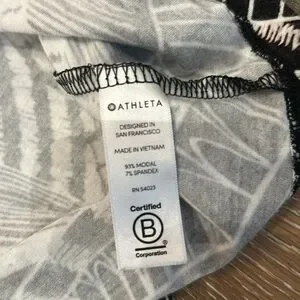 ATHLETA
DESIGNED IN
SAN FRANCISCO
MADE IN VIETNAM
93% MODAL
7% SPANDEX
RN 54023
Certified
B
Corporation